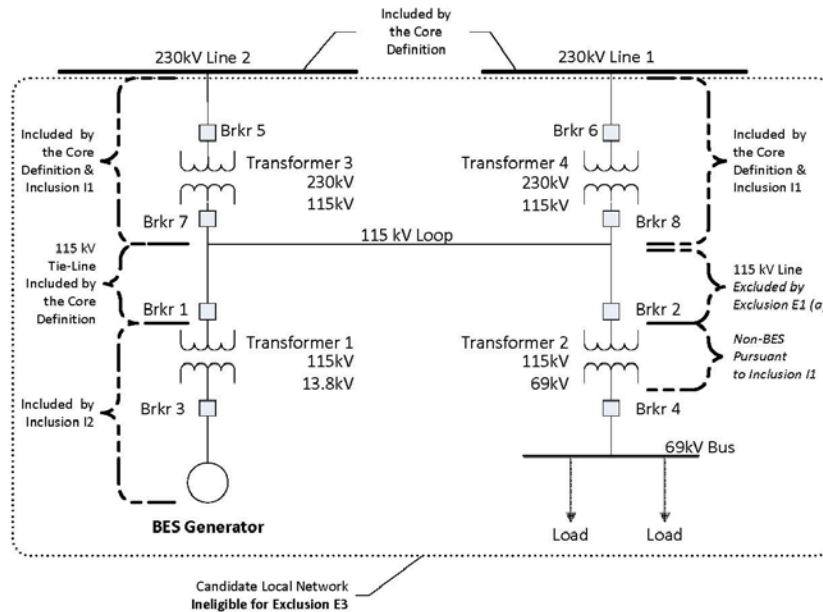 Included by
the Core
Definition
230kV Line 2
230kV Line 1
Included by
the Core
Definition &
Inclusion I1
Brkr 5
Transformer 3
230kV
115kV
Brkr 7
Brkr 6
Transformer 4
230kV
115kV
Brkr 8
Included by
the Core
Definition &
Inclusion I1
115 kV Loop
115 kV
Tie-Line
Included by
the Core
Definition
Brkr 1
Transformer 1
115kV
13.8kV
Brkr 3
Brkr 2
Transformer 2
115kV
69kV
Brkr 4
115 kV Line
Excluded by
Exclusion E1 (a)
Non-BES
Pursuant
to Inclusion I1
Included by
Inclusion I2
69kV Bus
BES Generator
Load
Load
Candidate Local Network
Ineligible for Exclusion E3